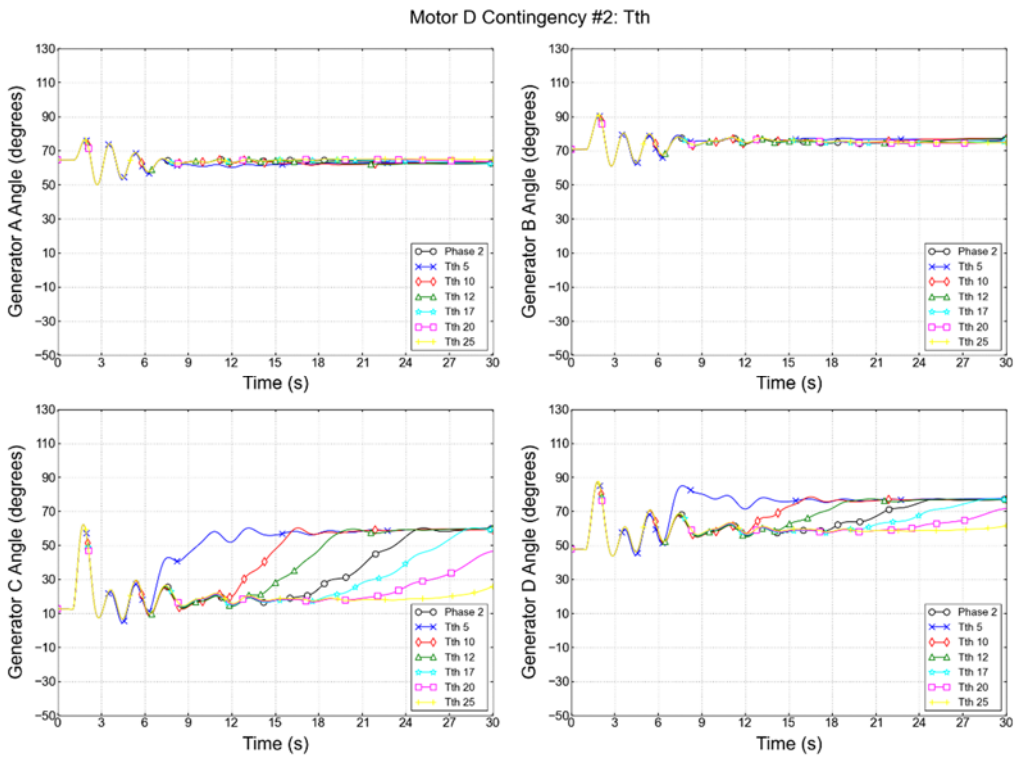 Motor D Contingency #2: Tth
Generator A Angle (degrees)
130
110
90
70
50
30
10
−10
−30
−50
0 3 6 9 12 15 18 21 24 27 30
Time (s)
Phase 2
Tth 5
Tth 10
Tth 12
Tth 17
Tth 20
Tth 25
Generator B Angle (degrees)
130
110
90
70
50
30
10
−10
−30
−50
0 3 6 9 12 15 18 21 24 27 30
Time (s)
Phase 2
Tth 5
Tth 10
Tth 12
Tth 17
Tth 20
Tth 25
Generator C Angle (degrees)
130
110
90
70
50
30
10
−10
−30
−50
0 3 6 9 12 15 18 21 24 27 30
Time (s)
Phase 2
Tth 5
Tth 10
Tth 12
Tth 17
Tth 20
Tth 25
Generator D Angle (degrees)
130
110
90
70
50
30
10
−10
−30
−50
0 3 6 9 12 15 18 21 24 27 30
Time (s)
Phase 2
Tth 5
Tth 10
Tth 12
Tth 17
Tth 20
Tth 25